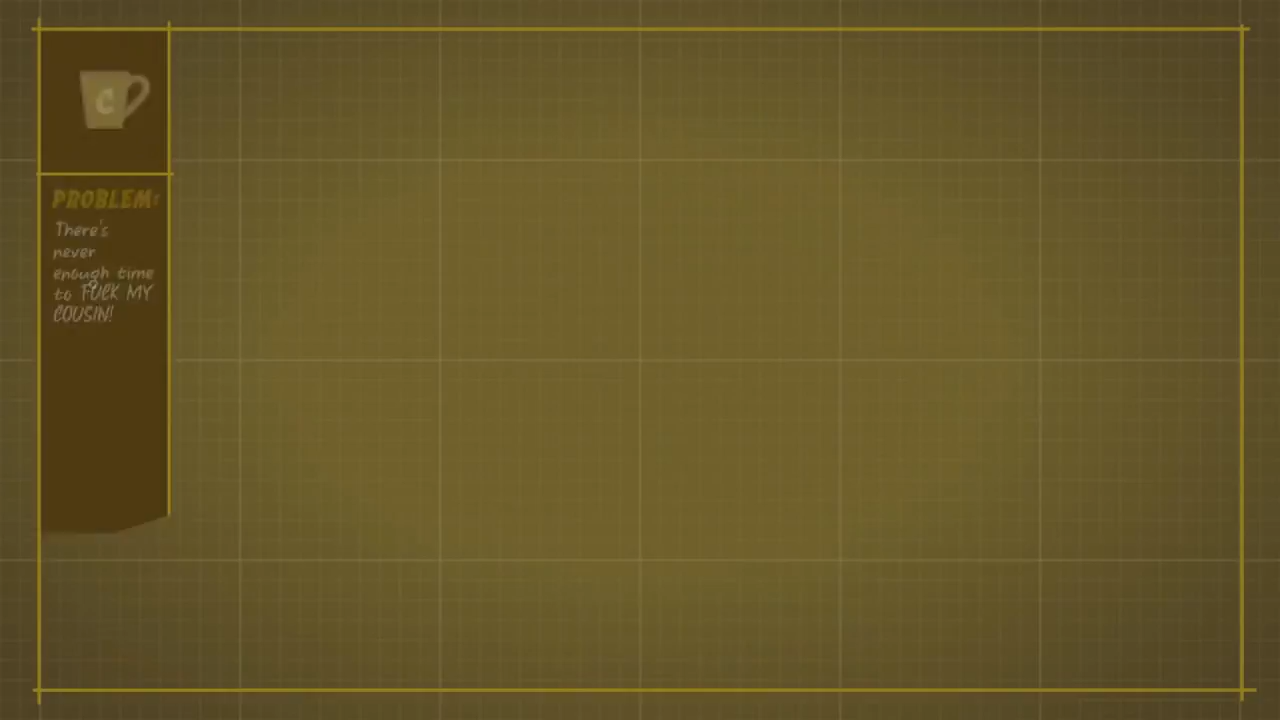 C
PROBLEM:
There's
never
enough time
to FUCK MY
COUSIN!